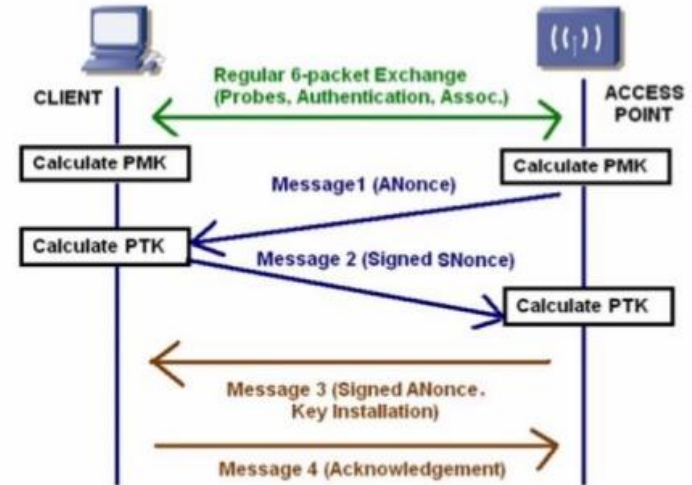 Regular 6-packet Exchange
(Probes, Authentication, Assoc.)
CLIENT
ACCESS
POINT
Calculate PMK
Calculate PMK
Message1 (ANonce)
Calculate PTK
Message 2 (Signed SNonce)
Calculate PTK
Message 3 (Signed ANonce.
Key Installation)
Message 4 (Acknowledgement)